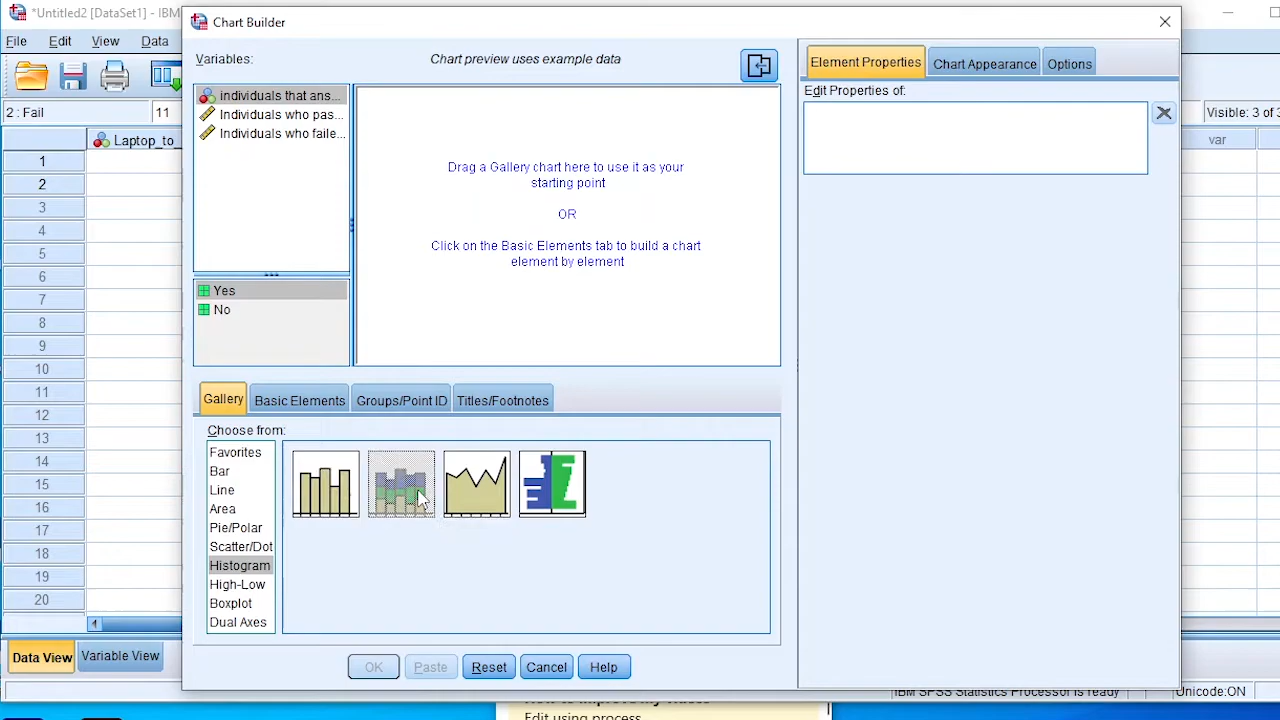 *Untitled2 [DataSet1] - IBM
Chart Builder
File Edit View Data
Variables:
Chart preview uses example data
Element Properties
Chart Appearance
Options
Edit Properties of:
individuals that ans...
Individuals who pas...
Individuals who faile...
2 : Fail
11
Visible: 3 of 3
Laptop_to_
var
1
2
3
4
5
6
7
8
9
10
11
12
13
14
15
16
17
18
19
20
Drag a Gallery chart here to use it as your
starting point
OR
Click on the Basic Elements tab to build a chart
element by element
Yes
No
Gallery
Basic Elements
Groups/Point ID
Titles/Footnotes
Choose from:
Favorites
Bar
Line
Area
Pie/Polar
Scatter/Dot
Histogram
High-Low
Boxplot
Dual Axes
Data View
Variable View
OK
Paste
Reset
Cancel
Help
IBM SPSS Statistics Processor is ready
Unicode:ON
Edit using process